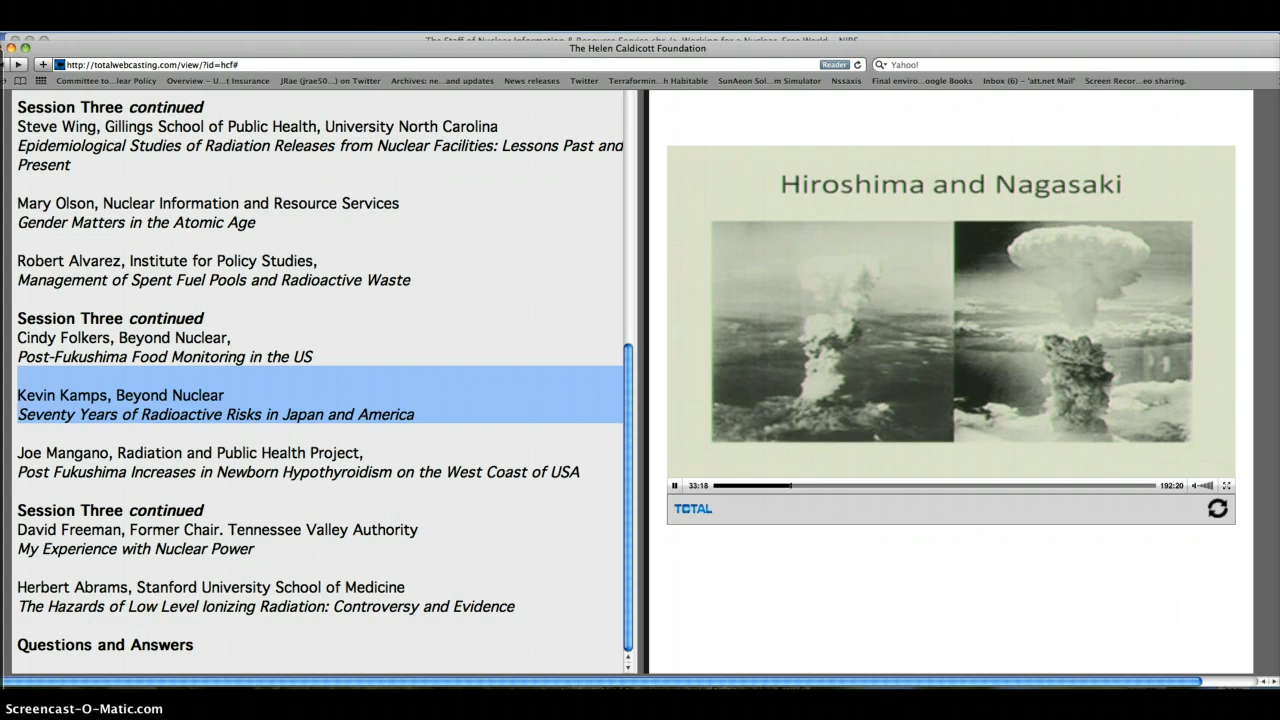 The Staff of Nuclear Information & Resource Service
The Helen Caldicott Foundation
http://totalwebcasting.com/view/?id=hcf#
Reader
Yahoo!
Committee to...lear Policy
Overview – U...t Insurance
JRae (jrae50...) on Twitter
Archives: ne...and updates
News releases
Twitter
Terraformin...h Habitable
SunAeon Sol...m Simulator
Nssaxis
Final enviro...oogle Books
Inbox (6) – 'att.net Mail'
Screen Recor...eo sharing.
Session Three continued
Steve Wing, Gillings School of Public Health, University North Carolina
Epidemiological Studies of Radiation Releases from Nuclear Facilities: Lessons Past and
Present
Mary Olson, Nuclear Information and Resource Services
Gender Matters in the Atomic Age
Robert Alvarez, Institute for Policy Studies,
Management of Spent Fuel Pools and Radioactive Waste
Session Three continued
Cindy Folkers, Beyond Nuclear,
Post-Fukushima Food Monitoring in the US
Kevin Kamps, Beyond Nuclear
Seventy Years of Radioactive Risks in Japan and America
Joe Mangano, Radiation and Public Health Project,
Post Fukushima Increases in Newborn Hypothyroidism on the West Coast of USA
Session Three continued
David Freeman, Former Chair. Tennessee Valley Authority
My Experience with Nuclear Power
Herbert Abrams, Stanford University School of Medicine
The Hazards of Low Level Ionizing Radiation: Controversy and Evidence
Questions and Answers
Hiroshima and Nagasaki
33:18
192:20
TOTAL
Screencast-O-Matic.com